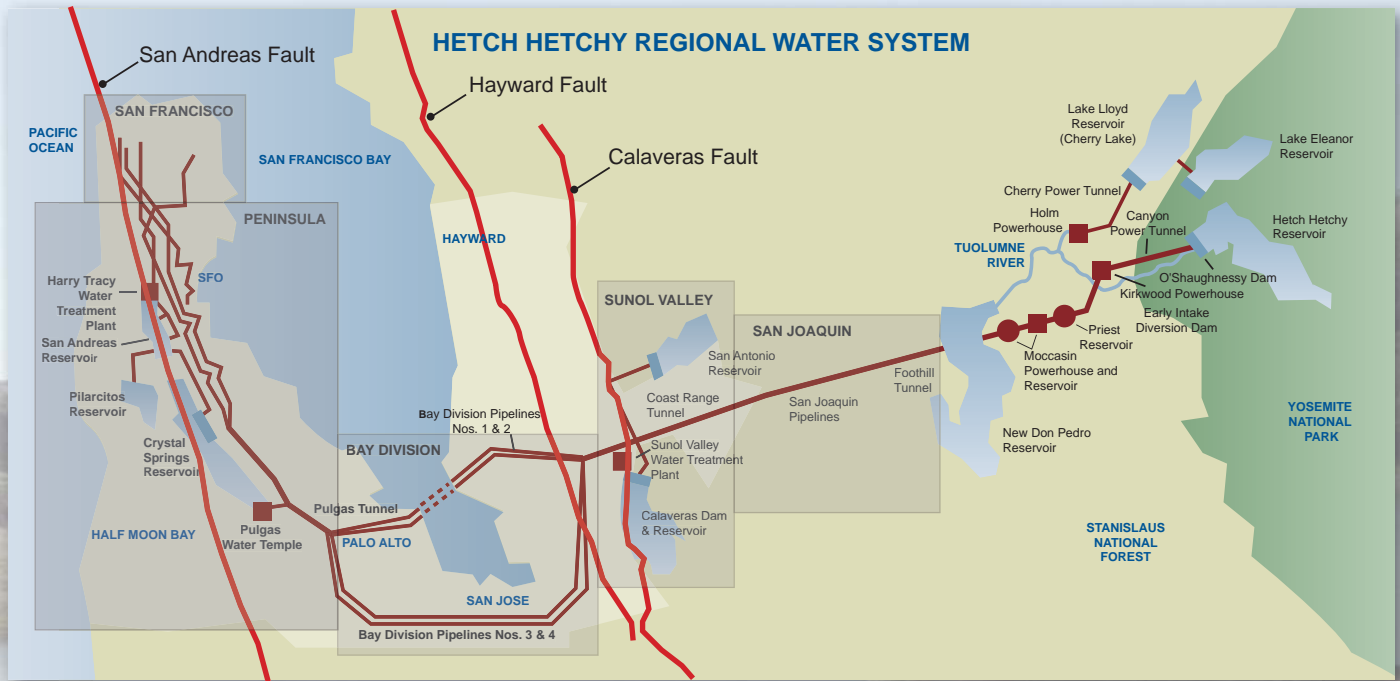 HETCH HETCHY REGIONAL WATER SYSTEM
San Andreas Fault
Hayward Fault
Calaveras Fault
SAN FRANCISCO
PACIFIC
OCEAN
SAN FRANCISCO BAY
PENINSULA
HAYWARD
SFO
Harry Tracy
Water
Treatment
Plant
San Andreas
Reservoir
Pilarcitos
Reservoir
Crystal
Springs
Reservoir
HALF MOON BAY
Pulgas
Water Temple
Pulgas Tunnel
PALO ALTO
BAY DIVISION
Bay Division Pipelines
Nos. 1 & 2
SAN JOSE
Bay Division Pipelines Nos. 3 & 4
SUNOL VALLEY
San Antonio
Reservoir
Coast Range
Tunnel
Sunol Valley
Water Treatment
Plant
Calaveras Dam
& Reservoir
SAN JOAQUIN
San Joaquin
Pipelines
Foothill
Tunnel
Lake Lloyd
Reservoir
(Cherry Lake)
Lake Eleanor
Reservoir
Cherry Power Tunnel
Holm
Powerhouse
Canyon
Power Tunnel
Hetch Hetchy
Reservoir
TUOLUMNE
RIVER
O'Shaughnessy Dam
Kirkwood Powerhouse
Early Intake
Diversion Dam
Priest
Reservoir
Moccasin
Powerhouse and
Reservoir
New Don Pedro
Reservoir
YOSEMITE
NATIONAL
PARK
STANISLAUS
NATIONAL
FOREST